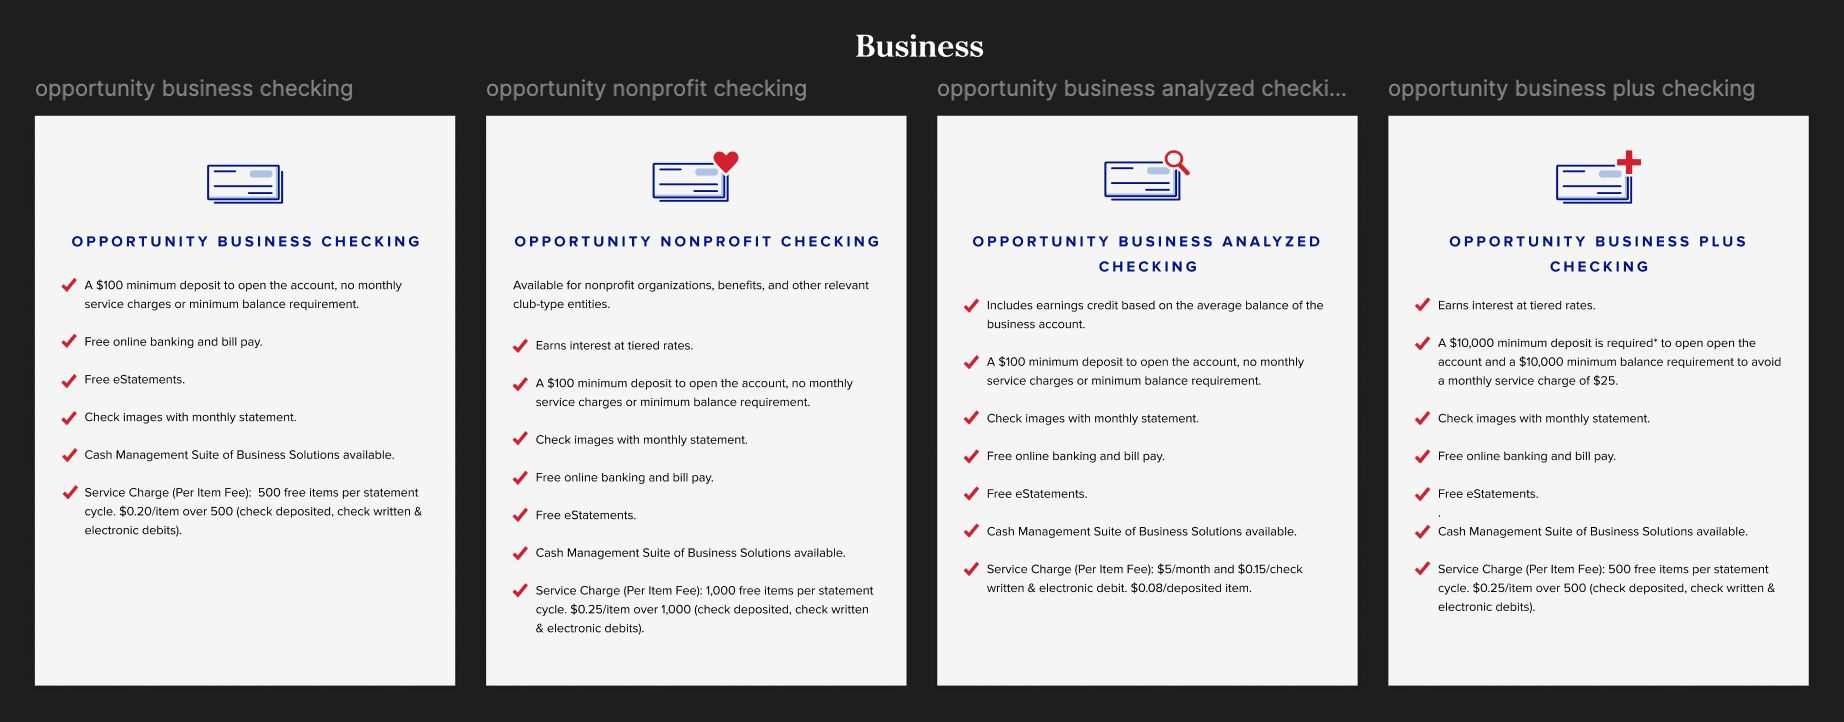 Business
opportunity business checking
OPPORTUNITY BUSINESS CHECKING
A $100 minimum deposit to open the account, no monthly
service charges or minimum balance requirement.
Free online banking and bill pay.
Free eStatements.
Check images with monthly statement.
Cash Management Suite of Business Solutions available.
Service Charge (Per Item Fee):  500 free items per statement
cycle. $0.20/item over 500 (check deposited, check written &
electronic debits).
opportunity nonprofit checking
OPPORTUNITY NONPROFIT CHECKING
Available for nonprofit organizations, benefits, and other relevant
club-type entities.
Earns interest at tiered rates.
A $100 minimum deposit to open the account, no monthly
service charges or minimum balance requirement.
Check images with monthly statement.
Free online banking and bill pay.
Free eStatements.
Cash Management Suite of Business Solutions available.
Service Charge (Per Item Fee): 1,000 free items per statement
cycle. $0.25/item over 1,000 (check deposited, check written
& electronic debits).
opportunity business analyzed checki...
OPPORTUNITY BUSINESS ANALYZED
CHECKING
Includes earnings credit based on the average balance of the
business account.
A $100 minimum deposit to open the account, no monthly
service charges or minimum balance requirement.
Check images with monthly statement.
Free online banking and bill pay.
Free eStatements.
Cash Management Suite of Business Solutions available.
Service Charge (Per Item Fee): $5/month and $0.15/check
written & electronic debit. $0.08/deposited item.
opportunity business plus checking
OPPORTUNITY BUSINESS PLUS
CHECKING
Earns interest at tiered rates.
A $10,000 minimum deposit is required* to open open the
account and a $10,000 minimum balance requirement to avoid
a monthly service charge of $25.
Check images with monthly statement.
Free online banking and bill pay.
Free eStatements.
.
Cash Management Suite of Business Solutions available.
Service Charge (Per Item Fee): 500 free items per statement
cycle. $0.25/item over 500 (check deposited, check written &
electronic debits).